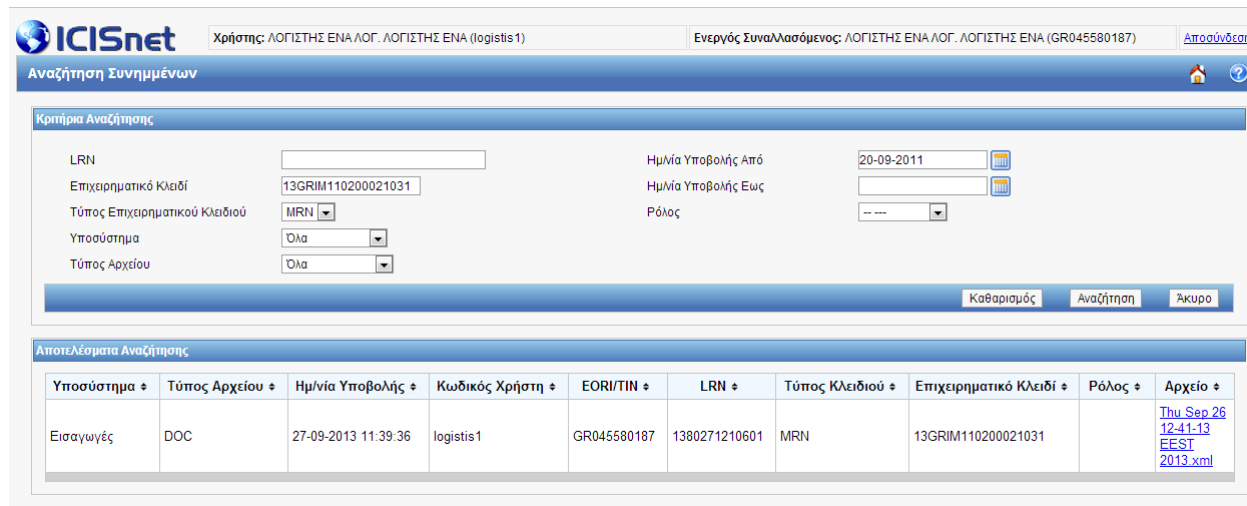 ICISnet
Χρήστης: ΛΟΓΙΣΤΗΣ ΕΝΑ ΛΟΓ. ΛΟΓΙΣΤΗΣ ΕΝΑ (logistis1)
Ενεργός Συναλλασόμενος: ΛΟΓΙΣΤΗΣ ΕΝΑ ΛΟΓ. ΛΟΓΙΣΤΗΣ ΕΝΑ (GR045580187)
Αποσύνδεση
Αναζήτηση Συνημμένων
Κριτήρια Αναζήτησης
LRN
Ημ/νία Υποβολής Από 20-09-2011
Επιχειρηματικό Κλειδί 13GRIM110200021031
Ημ/νία Υποβολής Εως
Τύπος Επιχειρηματικού Κλειδιού MRN
Ρόλος -- ---
Υποσύστημα Όλα
Τύπος Αρχείου Όλα
Καθαρισμός Αναζήτηση Άκυρο
Αποτελέσματα Αναζήτησης
Υποσύστημα Τύπος Αρχείου Ημ/νία Υποβολής Κωδικός Χρήστη EORI/TIN LRN Τύπος Κλειδιού Επιχειρηματικό Κλειδί Ρόλος Αρχείο
Εισαγωγές DOC 27-09-2013 11:39:36 logistis1 GR045580187 1380271210601 MRN 13GRIM110200021031
Thu Sep 26
12-41-13
EEST
2013.xml